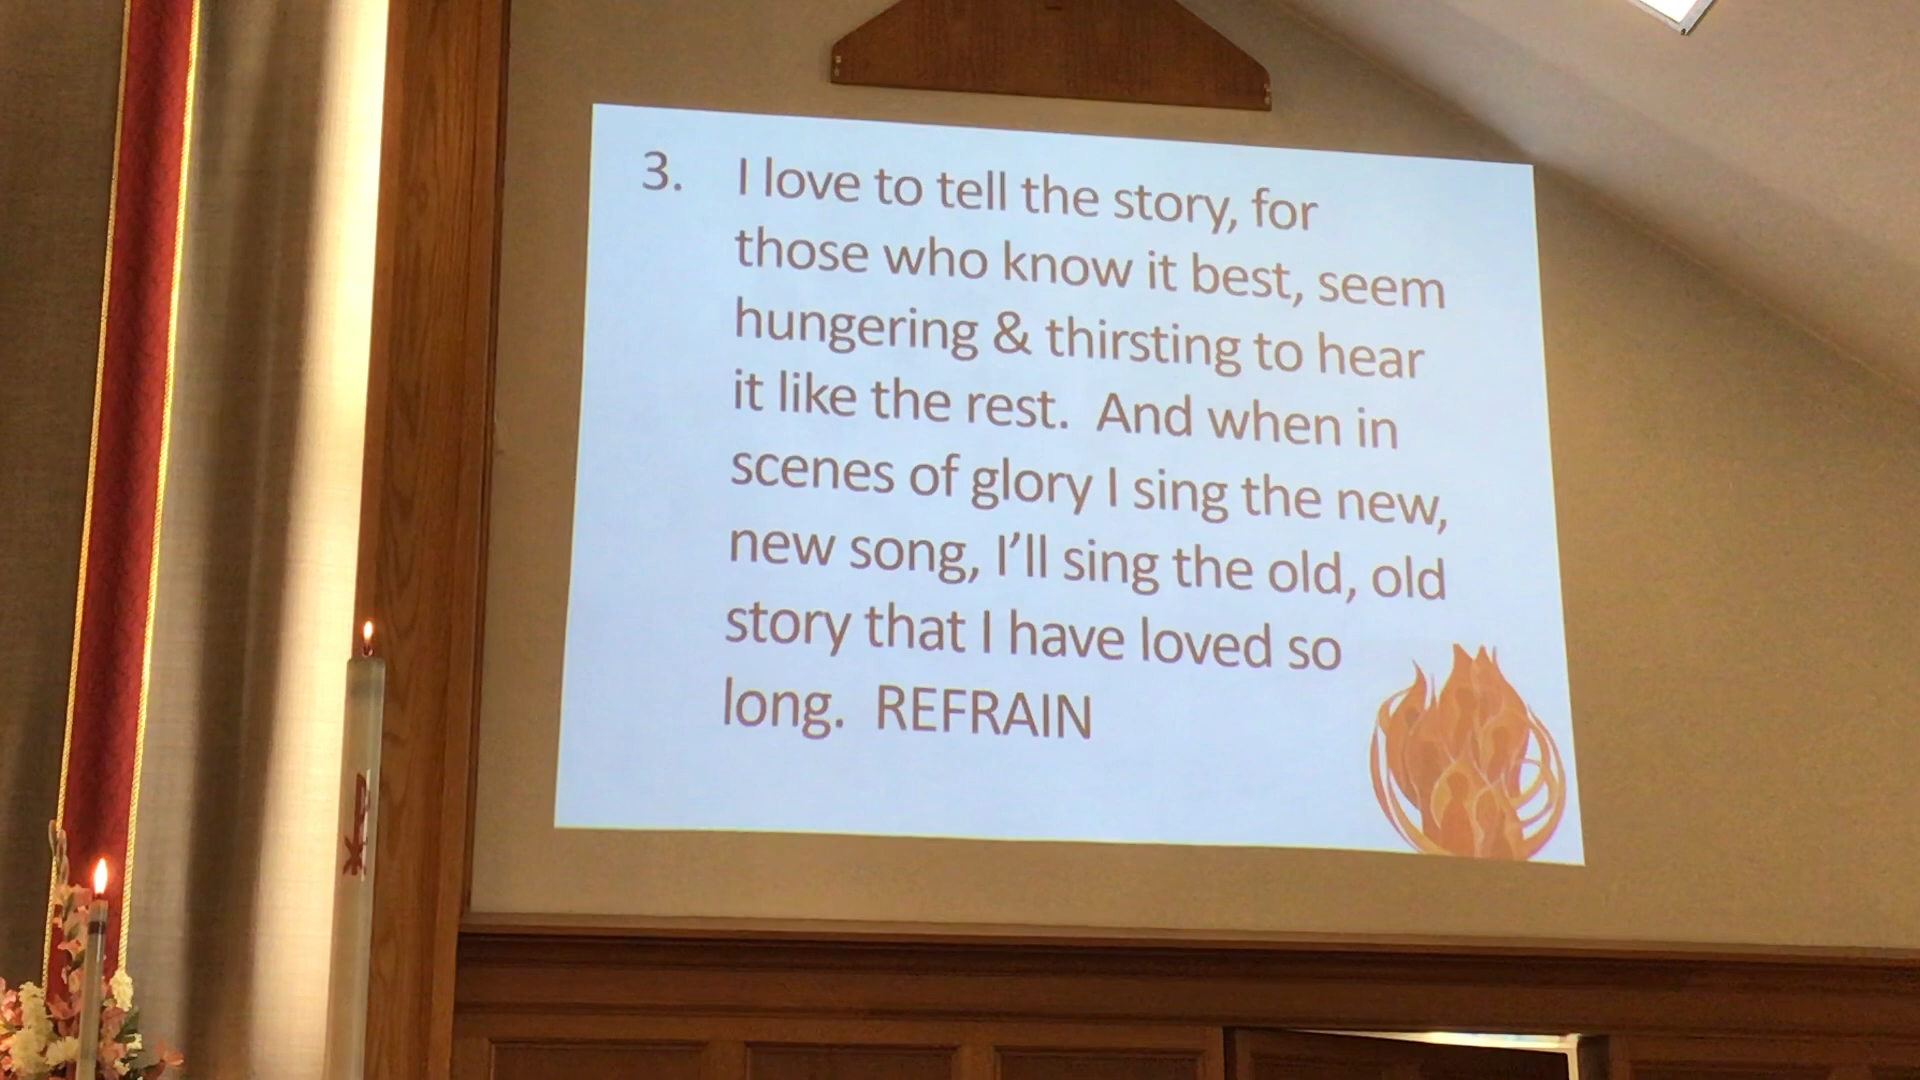 3. I love to tell the story, for
those who know it best, seem
hungering & thirsting to hear
it like the rest.  And when in
scenes of glory I sing the new,
new song, I’ll sing the old, old
story that I have loved so
long.  REFRAIN